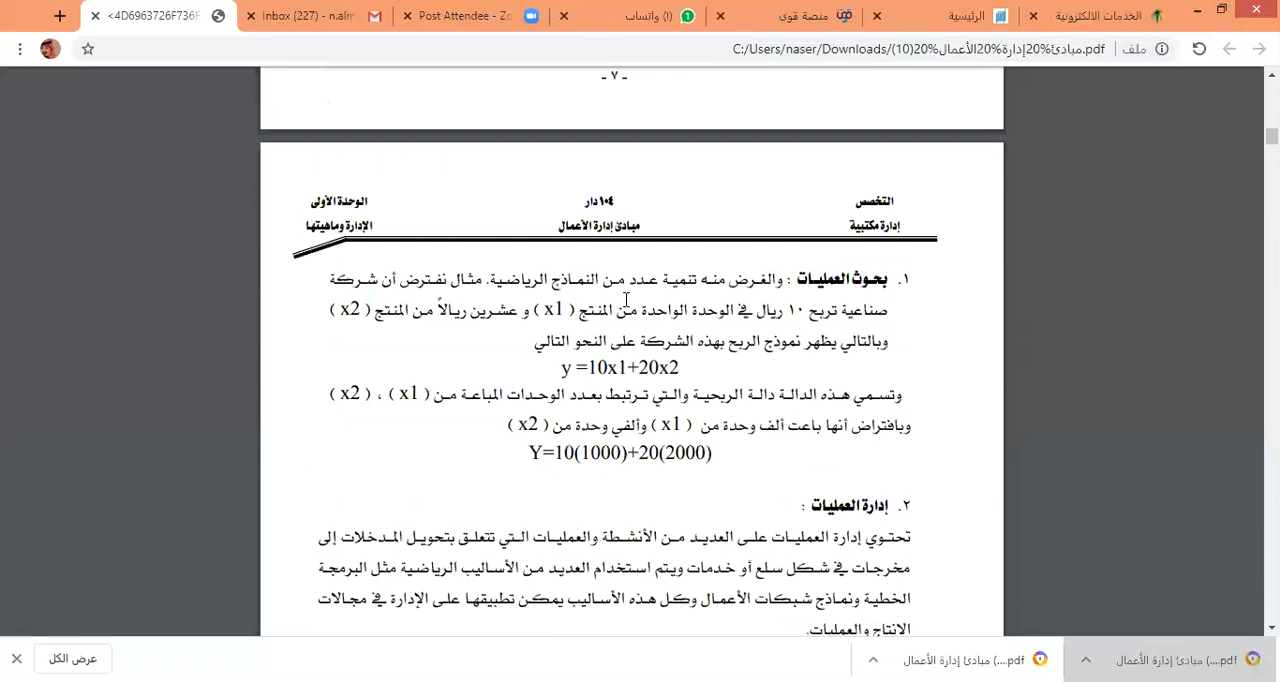 <4D6963726F736F
Inbox (227) - n.alm
Post Attendee - Zo
(١) واتساب
منصة قوى
الرئيسية
الخدمات الالكترونية
C:/Users/naser/Downloads/(10)20%مبادئ%20إدارة%20الأعمال.pdf
ملف
- ٧ -
التخصص ١٠٤ دار الوحدة الأولى
إدارة مكتبية مبادئ إدارة الأعمال الإدارة وماهيتها
١. بحوث العمليات : والغرض منه تنمية عدد من النماذج الرياضية. مثال نفترض أن شركة
صناعية تربح ١٠ ريال في الوحدة الواحدة من المنتج ( x1 ) و عشرين ريالاً من المنتج ( x2 )
وبالتالي يظهر نموذج الربح بهذه الشركة على النحو التالي
y =10x1+20x2
وتسمي هذه الدالة دالة الربحية والتي ترتبط بعدد الوحدات المباعة من ( x1 ) ، ( x2 )
وبافتراض أنها باعت ألف وحدة من ( x1 ) وألفي وحدة من ( x2 )
Y=10(1000)+20(2000)
٢. إدارة العمليات :
تحتوي إدارة العمليات على العديد من الأنشطة والعمليات التي تتعلق بتحويل المدخلات إلى
مخرجات في شكل سلع أو خدمات ويتم استخدام العديد من الأساليب الرياضية مثل البرمجة
الخطية ونماذج شبكات الأعمال وكل هذه الأساليب يمكن تطبيقها على الإدارة في مجالات
الإنتاج والعمليات.
مبادئ إدارة الأعمال (....pdf
مبادئ إدارة الأعمال (....pdf
عرض الكل